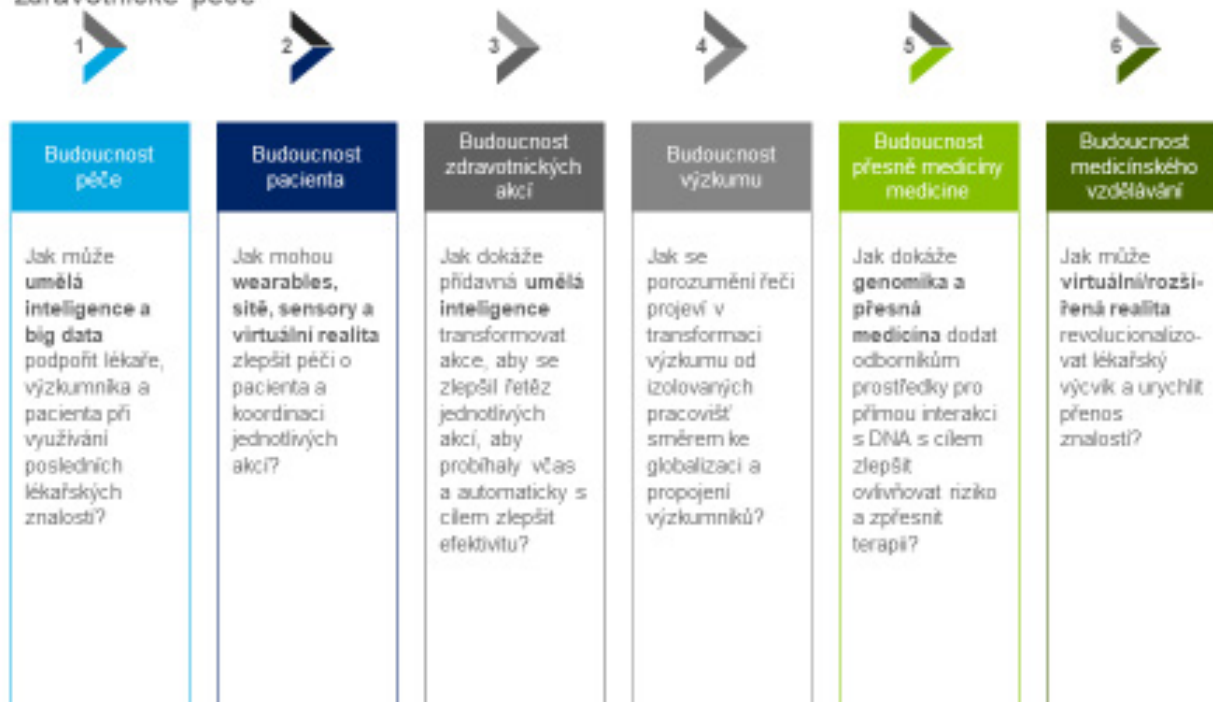 zdravotnické péče
1
2
3
4
5
6
Budoucnost
péče
Jak může
umělá
inteligence a
big data
podpořit lékaře,
výzkumníka a
pacienta při
využívání
posledních
lékařských
znalostí?
Budoucnost
pacienta
Jak mohou
wearables,
sítě, sensory a
virtuální realita
zlepšit péči o
pacienta a
koordinaci
jednotlivých
akcí?
Budoucnost
zdravotnických
akcí
Jak dokáže
přídavná umělá
inteligence
transformovat
akce, aby se
zlepšil řetěz
jednotlivých
akcí, aby
probíhaly včas
a automaticky s
cílem zlepšit
efektivitu?
Budoucnost
výzkumu
Jak se
porozumění řeči
projeví v
transformaci
výzkumu od
izolovaných
pracovišť
směrem ke
globalizaci a
propojení
výzkumníků?
Budoucnost
přesné medicíny
medicine
Jak dokáže
genomika a
přesná
medicína dodat
odborníkům
prostředky pro
přímou interakci
s DNA s cílem
zlepšit
ovlivňovat riziko
a zpřesnit
terapii?
Budoucnost
medicínského
vzdělávání
Jak může
virtuální/rozší-
řená realita
revolucionalizo-
vat lékařský
výcvik a urychlit
přenos
znalostí?